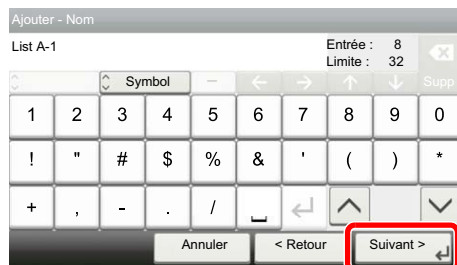 Ajouter - Nom
List A-1
Entrée : 8
Limite : 32
Symbol
Supp
1 2 3 4 5 6 7 8 9 0
! " # $ % & ' ( ) *
+ , - . /
Annuler < Retour Suivant >